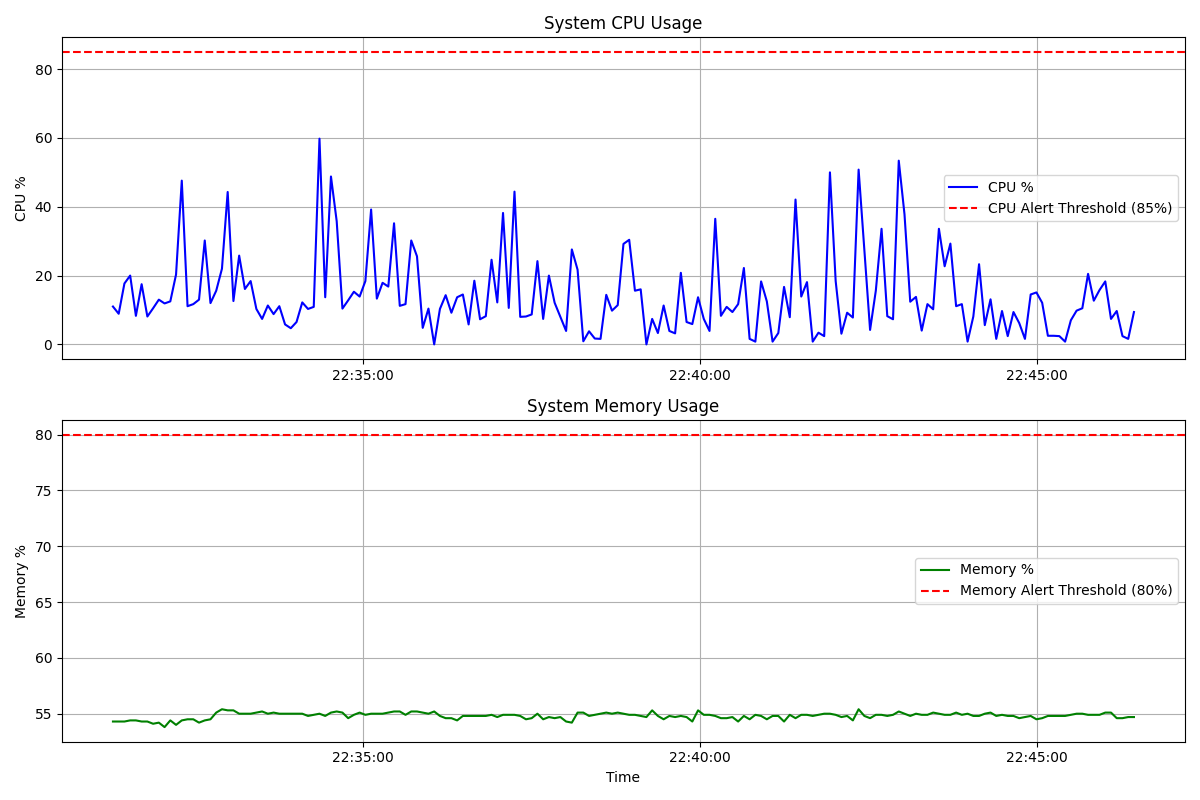 System CPU Usage
80
60
40
20
0
CPU %
CPU %
CPU Alert Threshold (85%)
22:35:00
22:40:00
22:45:00
System Memory Usage
80
75
70
65
60
55
Memory %
Memory %
Memory Alert Threshold (80%)
22:35:00
22:40:00
22:45:00
Time